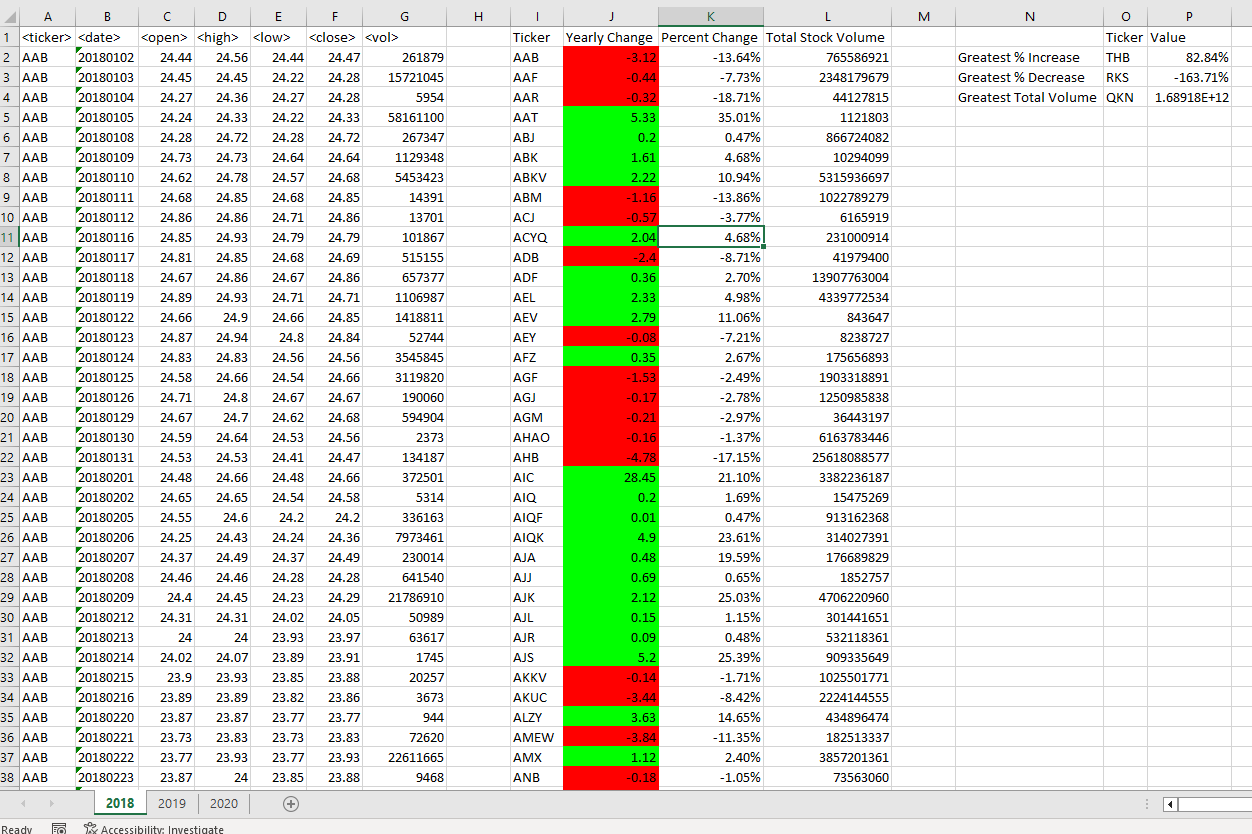 A B C D E F G H I J K L M N O P
1 <ticker> <date> <open> <high> <low> <close> <vol> Ticker Yearly Change Percent Change Total Stock Volume Ticker Value
2 AAB 20180102 24.44 24.56 24.44 24.47 261879 AAB -3.12 -13.64% 765586921 Greatest % Increase THB 82.84%
3 AAB 20180103 24.45 24.45 24.22 24.28 15721045 AAF -0.44 -7.73% 2348179679 Greatest % Decrease RKS -163.71%
4 AAB 20180104 24.27 24.36 24.27 24.28 5954 AAR -0.32 -18.71% 44127815 Greatest Total Volume QKN 1.68918E+12
5 AAB 20180105 24.24 24.33 24.22 24.33 58161100 AAT 5.33 35.01% 1121803
6 AAB 20180108 24.28 24.72 24.28 24.72 267347 ABJ 0.2 0.47% 866724082
7 AAB 20180109 24.73 24.73 24.64 24.64 1129348 ABK 1.61 4.68% 10294099
8 AAB 20180110 24.62 24.78 24.57 24.68 5453423 ABKV 2.22 10.94% 5315936697
9 AAB 20180111 24.68 24.85 24.68 24.85 14391 ABM -1.16 -13.86% 1022789279
10 AAB 20180112 24.86 24.86 24.71 24.86 13701 ACJ -0.57 -3.77% 6165919
11 AAB 20180116 24.85 24.93 24.79 24.79 101867 ACYQ 2.04 4.68% 231000914
12 AAB 20180117 24.81 24.85 24.68 24.69 515155 ADB -2.4 -8.71% 41979400
13 AAB 20180118 24.67 24.86 24.67 24.86 657377 ADF 0.36 2.70% 13907763004
14 AAB 20180119 24.89 24.93 24.71 24.71 1106987 AEL 2.33 4.98% 4339772534
15 AAB 20180122 24.66 24.9 24.66 24.85 1418811 AEV 2.79 11.06% 843647
16 AAB 20180123 24.87 24.94 24.8 24.84 52744 AEY -0.08 -7.21% 8238727
17 AAB 20180124 24.83 24.83 24.56 24.56 3545845 AFZ 0.35 2.67% 175656893
18 AAB 20180125 24.58 24.66 24.54 24.66 3119820 AGF -1.53 -2.49% 1903318891
19 AAB 20180126 24.71 24.8 24.67 24.67 190060 AGJ -0.17 -2.78% 1250985838
20 AAB 20180129 24.67 24.7 24.62 24.68 594904 AGM -0.21 -2.97% 36443197
21 AAB 20180130 24.59 24.64 24.53 24.56 2373 AHAO -0.16 -1.37% 6163783446
22 AAB 20180131 24.53 24.53 24.41 24.47 134187 AHB -4.78 -17.15% 25618088577
23 AAB 20180201 24.48 24.66 24.48 24.66 372501 AIC 28.45 21.10% 3382236187
24 AAB 20180202 24.65 24.65 24.54 24.58 5314 AIQ 0.2 1.69% 15475269
25 AAB 20180205 24.55 24.6 24.2 24.2 336163 AIQF 0.01 0.47% 913162368
26 AAB 20180206 24.25 24.43 24.24 24.36 7973461 AIQK 4.9 23.61% 314027391
27 AAB 20180207 24.37 24.49 24.37 24.49 230014 AJA 0.48 19.59% 176689829
28 AAB 20180208 24.46 24.46 24.28 24.28 641540 AJJ 0.69 0.65% 1852757
29 AAB 20180209 24.4 24.45 24.23 24.29 21786910 AJK 2.12 25.03% 4706220960
30 AAB 20180212 24.31 24.31 24.02 24.05 50989 AJL 0.15 1.15% 301441651
31 AAB 20180213 24 24 23.93 23.97 63617 AJR 0.09 0.48% 532118361
32 AAB 20180214 24.02 24.07 23.89 23.91 1745 AJS 5.2 25.39% 909335649
33 AAB 20180215 23.9 23.93 23.85 23.88 20257 AKKV -0.14 -1.71% 1025501771
34 AAB 20180216 23.89 23.89 23.82 23.86 3673 AKUC -3.44 -8.42% 2224144555
35 AAB 20180220 23.87 23.87 23.77 23.77 944 ALZY 3.63 14.65% 434896474
36 AAB 20180221 23.73 23.83 23.73 23.83 72620 AMEW -3.84 -11.35% 182513337
37 AAB 20180222 23.77 23.93 23.77 23.93 22611665 AMX 1.12 2.40% 3857201361
38 AAB 20180223 23.87 24 23.85 23.88 9468 ANB -0.18 -1.05% 73563060
2018 2019 2020
Ready Accessibility: Investigate